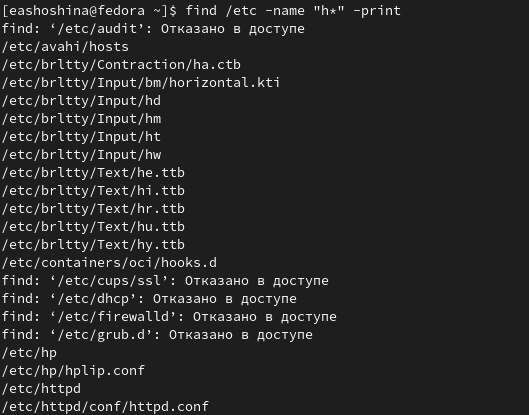 [eashoshina@fedora ~]$ find /etc -name "h*" -print
find: ‘/etc/audit’: Отказано в доступе
/etc/avahi/hosts
/etc/brltty/Contraction/ha.ctb
/etc/brltty/Input/bm/horizontal.kti
/etc/brltty/Input/hd
/etc/brltty/Input/hm
/etc/brltty/Input/ht
/etc/brltty/Input/hw
/etc/brltty/Text/he.ttb
/etc/brltty/Text/hi.ttb
/etc/brltty/Text/hr.ttb
/etc/brltty/Text/hu.ttb
/etc/brltty/Text/hy.ttb
/etc/containers/oci/hooks.d
find: ‘/etc/cups/ssl’: Отказано в доступе
find: ‘/etc/dhcp’: Отказано в доступе
find: ‘/etc/firewalld’: Отказано в доступе
find: ‘/etc/grub.d’: Отказано в доступе
/etc/hp
/etc/hp/hplip.conf
/etc/httpd
/etc/httpd/conf/httpd.conf